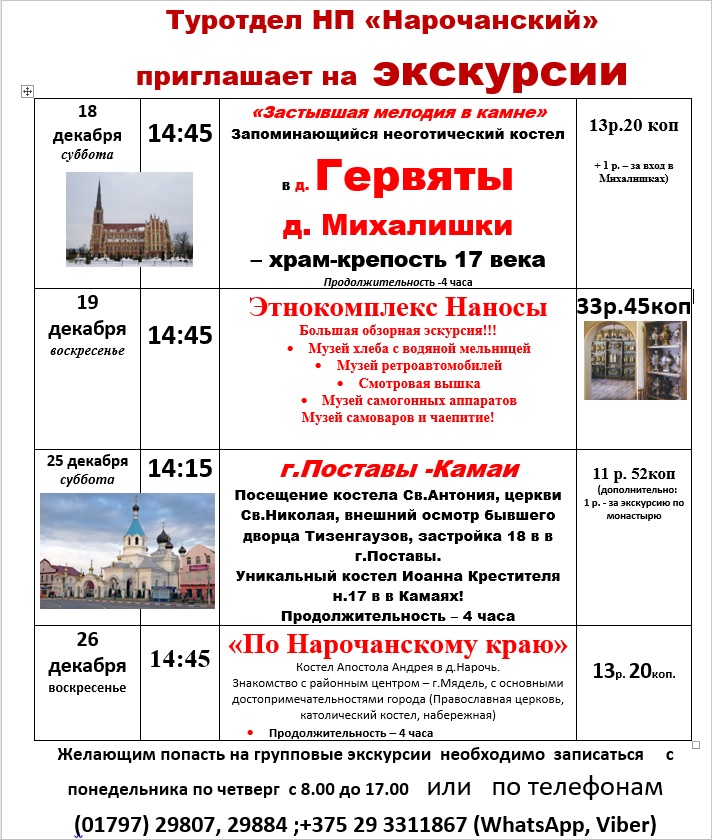 Туротдел НП «Нарочанский»
приглашает на экскурсии
18
декабря
суббота
14:45
«Застывшая мелодия в камне»
Запоминающийся неоготический костел
в д. Гервяты
д. Михалишки
– храм-крепость 17 века
Продолжительность -4 часа
13р.20 коп
+ 1 р. – за вход в
Михалишках)
19
декабря
воскресенье
14:45
Этнокомплекс Наносы
Большая обзорная эскурсия!!!
• Музей хлеба с водяной мельницей
• Музей ретроавтомобилей
• Смотровая вышка
• Музей самогонных аппаратов
Музей самоваров и чаепитие!
33р.45коп
25 декабря
суббота
14:15
г.Поставы -Камаи
Посещение костела Св.Антония, церкви
Св.Николая, внешний осмотр бывшего
дворца Тизенгаузов, застройка 18 в в
г.Поставы.
Уникальный костел Иоанна Крестителя
н.17 в в Камаях!
Продолжительность – 4 часа
11 р. 52коп
(дополнительно:
1 р. - за экскурсию по
монастырю
26
декабря
воскресенье
14:45
«По Нарочанскому краю»
Костел Апостола Андрея в д.Нарочь.
Знакомство с районным центром – г.Мядель, с основными
достопримечательностями города (Православная церковь,
католический костел, набережная)
• Продолжительность – 4 часа
13р. 20коп.
Желающим попасть на групповые экскурсии необходимо записаться с
понедельника по четверг с 8.00 до 17.00 или по телефонам
(01797) 29807, 29884 ;+375 29 3311867 (WhatsApp, Viber)